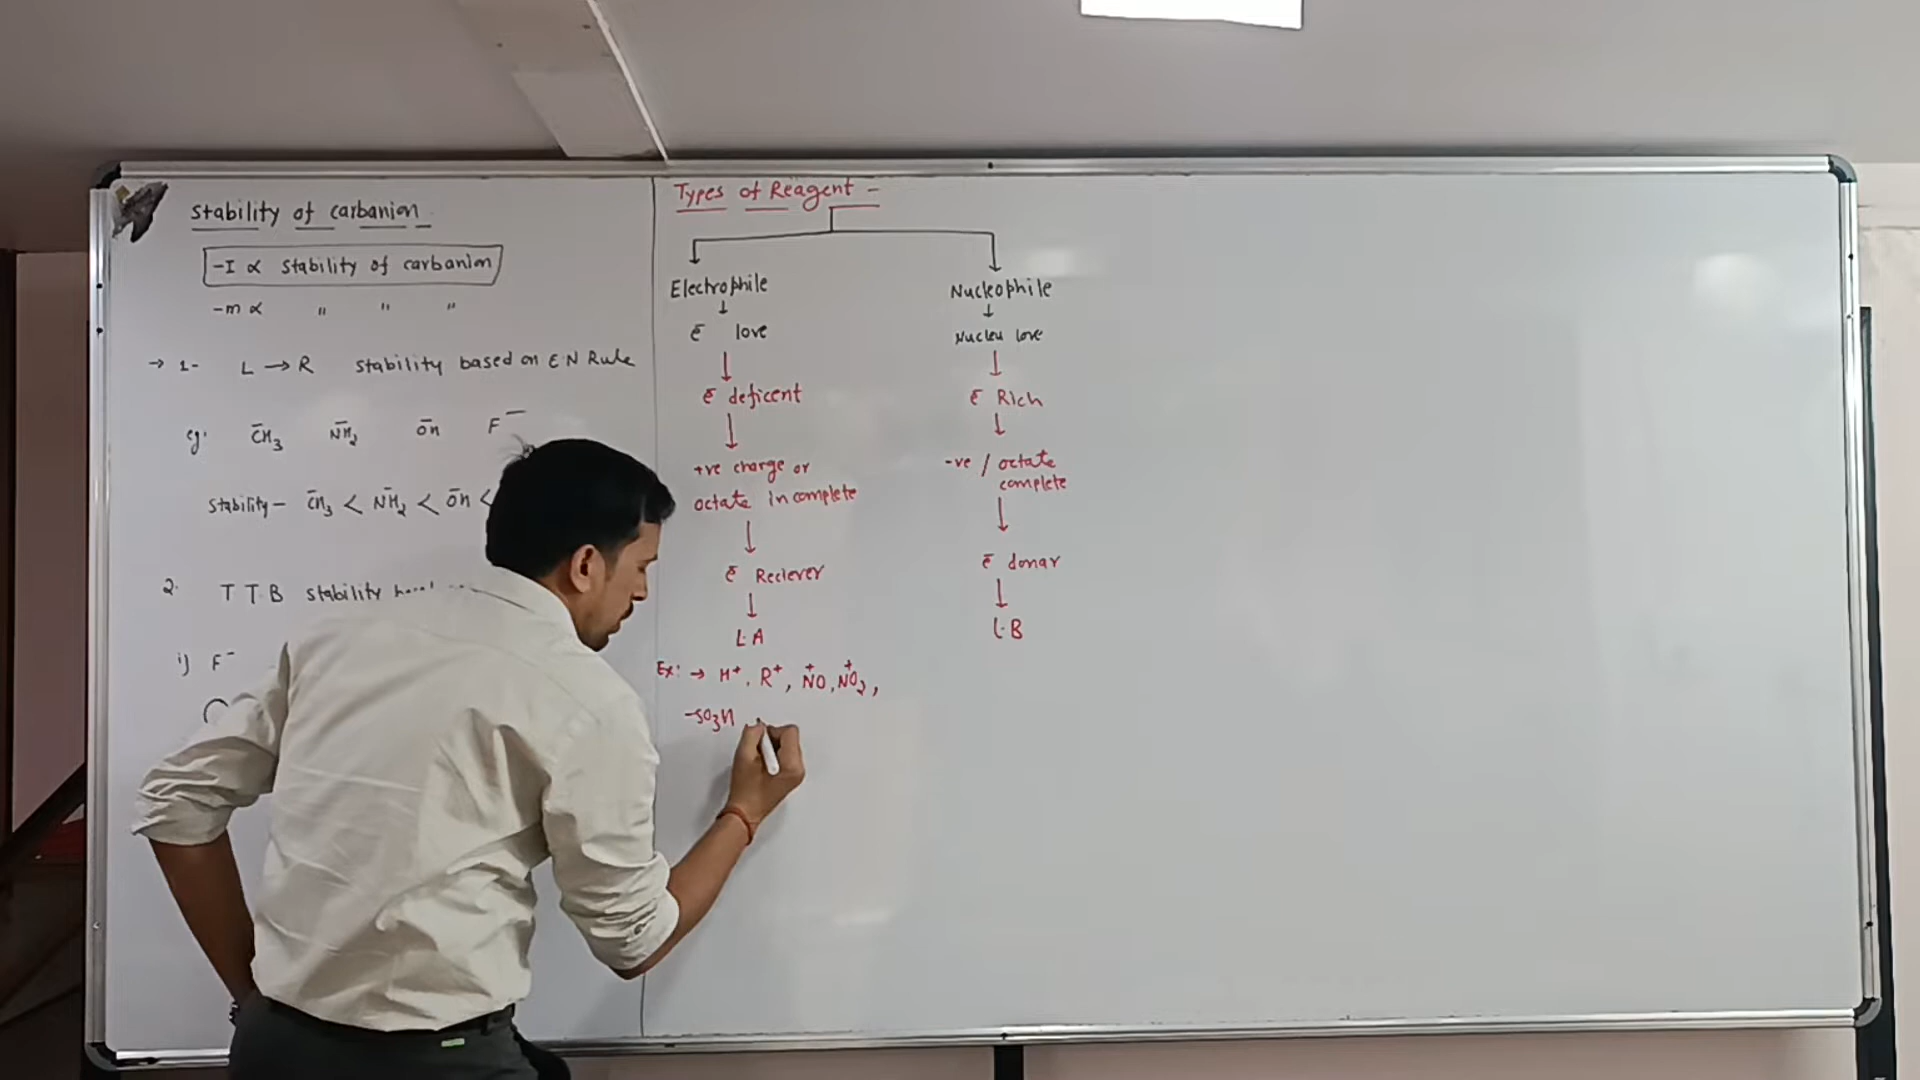 Stability of carbanion
-I ∝ Stability of carbanion
-m ∝ " " "
→ 1- L → R Stability based on E.N Rule
eg: C̄H3 N̄H2 ŌH F⁻
Stability- C̄H3 < N̄H2 < ŌH <
2. T T B Stability
i) F⁻
Types of Reagent -
Electrophile
↓
ē love
↓
ē deficent
↓
+ve charge or
octate in complete
↓
ē Reciever
↓
L.A
Ex: → H⁺, R⁺, N⁺O, N⁺O2,
-SO3H,
Nucleophile
↓
Nucleu love
↓
ē Rich
↓
-ve / octate
complete
↓
ē donar
↓
L.B